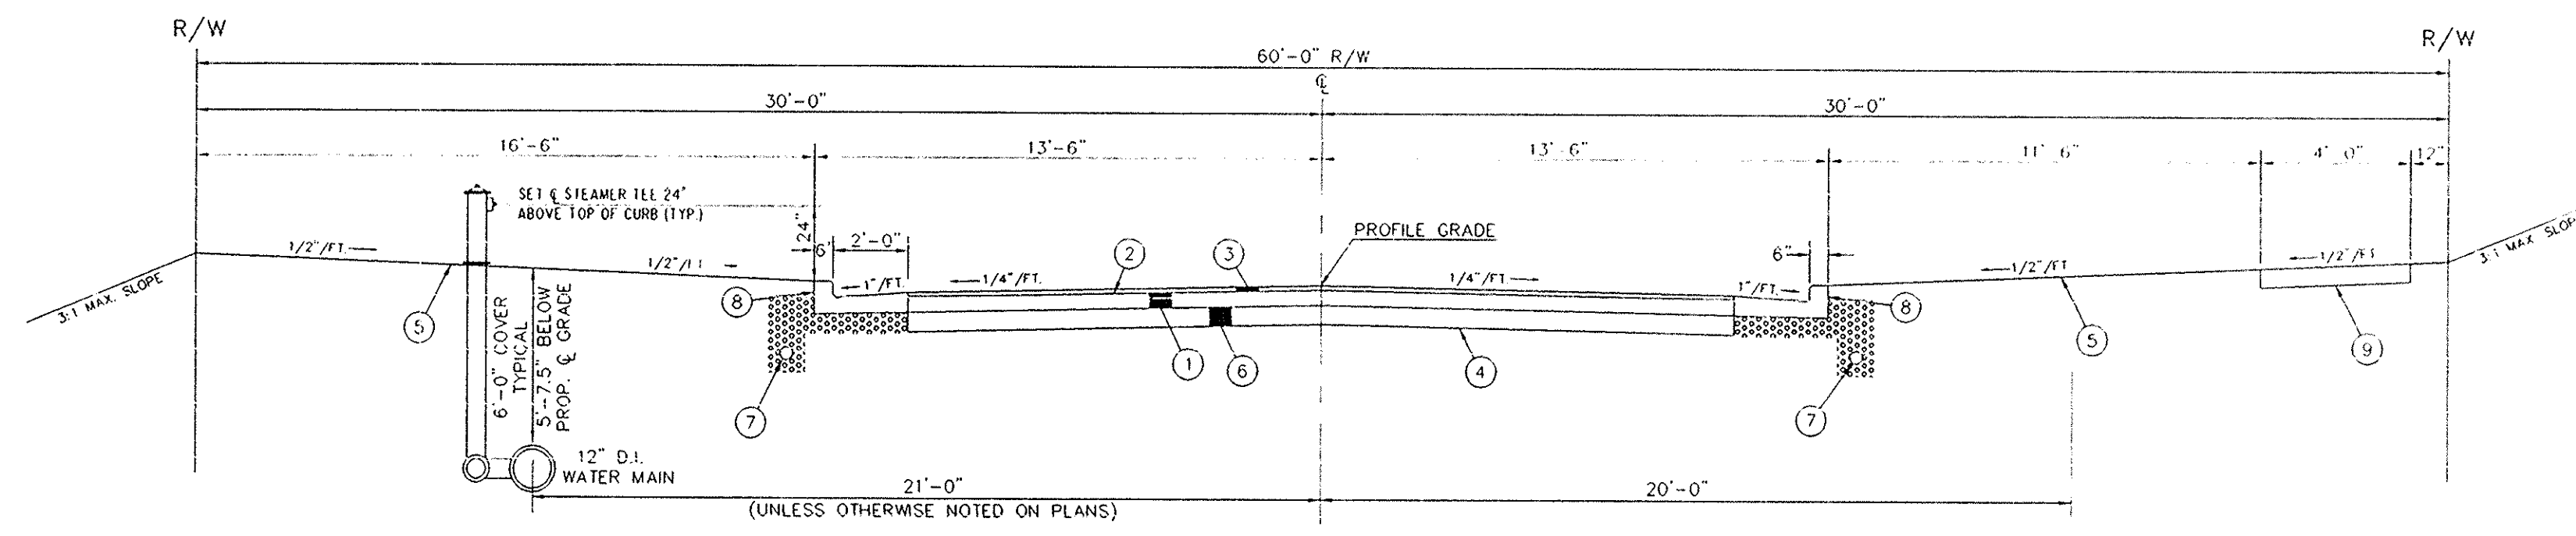 R/W
R/W
60'-0" R/W
℄
30'-0"
30'-0"
16'-6"
13'-6"
13'-6"
11' 6"
4' 0"
12"
SET ℄ STEAMER TEE 24"
ABOVE TOP OF CURB (TYP.)
24"
6'
2'-0"
PROFILE GRADE
6"
3:1 MAX. SLOPE
1/2"/FT.
1/2"/FT
1"/FT.
1/4"/FT.
1/4"/FT.
1"/FT.
1/2"/FT
1/2"/FT
3:1 MAX SLOP
2
3
8
8
5
5
1
6
4
9
7
7
6'-0" COVER
TYPICAL
5'-7.5" BELOW
PROP. ℄ GRADE
12" D.I.
WATER MAIN
21'-0"
(UNLESS OTHERWISE NOTED ON PLANS)
20'-0"